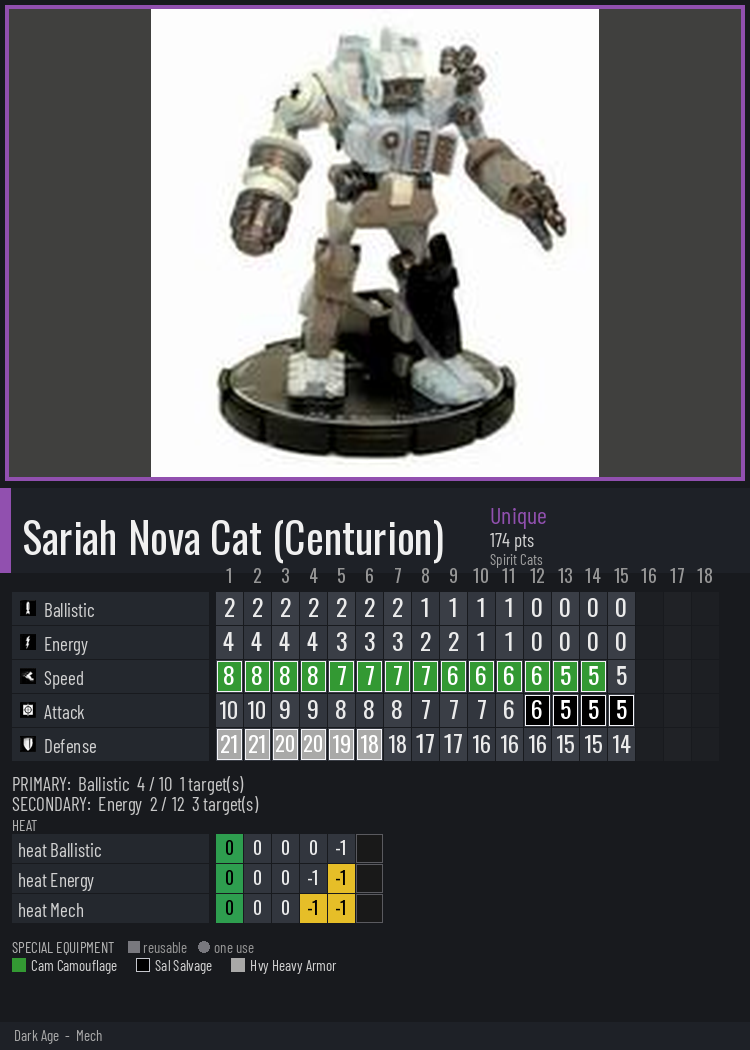 Sariah Nova Cat (Centurion)
Unique
174 pts
Spirit Cats
1 2 3 4 5 6 7 8 9 10 11 12 13 14 15 16 17 18
Ballistic 2 2 2 2 2 2 2 1 1 1 1 0 0 0 0
Energy 4 4 4 4 3 3 3 2 2 1 1 0 0 0 0
Speed 8 8 8 8 7 7 7 7 6 6 6 6 5 5 5
Attack 10 10 9 9 8 8 8 7 7 7 6 6 5 5 5
Defense 21 21 20 20 19 18 18 17 17 16 16 16 15 15 14
PRIMARY: Ballistic 4 / 10 1 target(s)
SECONDARY: Energy 2 / 12 3 target(s)
HEAT
heat Ballistic 0 0 0 0 -1
heat Energy 0 0 0 -1 -1
heat Mech 0 0 0 -1 -1
SPECIAL EQUIPMENT reusable one use
Cam Camouflage Sal Salvage Hvy Heavy Armor
Dark Age - Mech